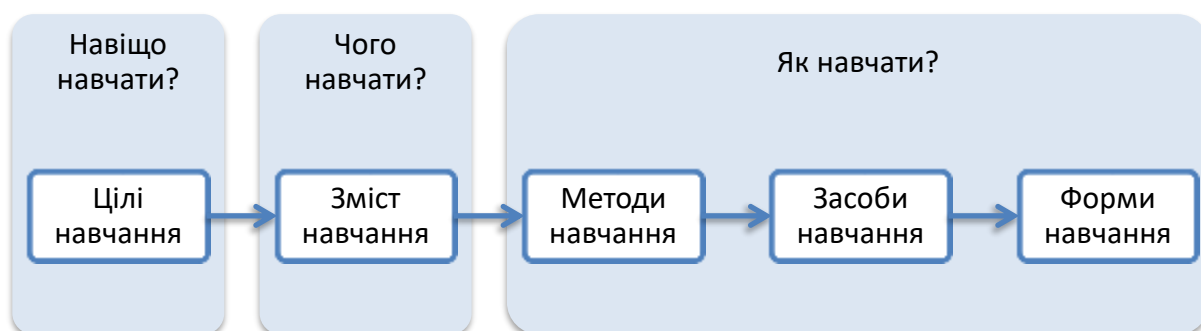 Навіщо
навчати?
Чого
навчати?
Як навчати?
Цілі
навчання
Зміст
навчання
Методи
навчання
Засоби
навчання
Форми
навчання